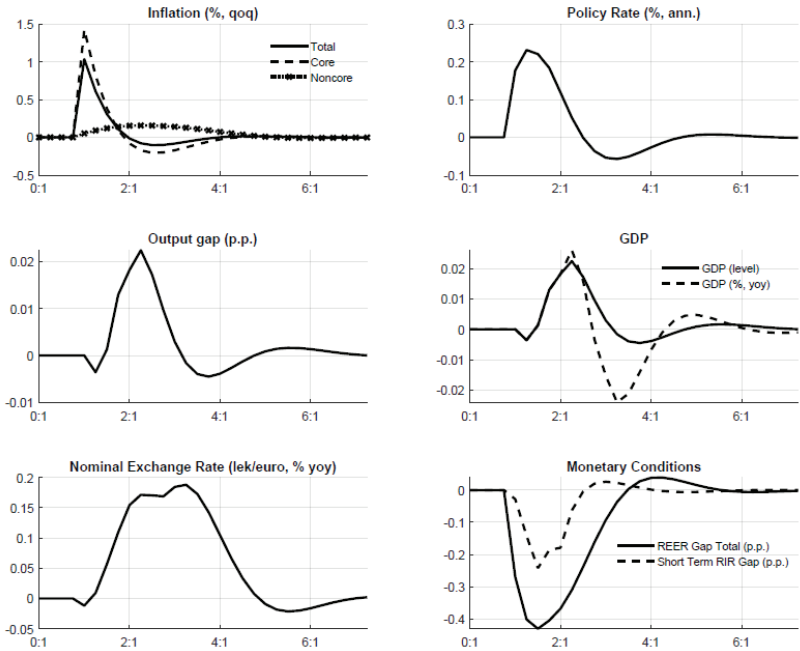 Inflation (%, qoq)
1.5
1
0.5
0
-0.5
0:1 2:1 4:1 6:1
Total
Core
Noncore
Policy Rate (%, ann.)
0.3
0.2
0.1
0
-0.1
0:1 2:1 4:1 6:1
Output gap (p.p.)
0.02
0.01
0
-0.01
0:1 2:1 4:1 6:1
GDP
0.02
0.01
0
-0.01
-0.02
0:1 2:1 4:1 6:1
GDP (level)
GDP (%, yoy)
Nominal Exchange Rate (lek/euro, % yoy)
0.2
0.15
0.1
0.05
0
-0.05
0:1 2:1 4:1 6:1
Monetary Conditions
0
-0.1
-0.2
-0.3
-0.4
0:1 2:1 4:1 6:1
REER Gap Total (p.p.)
Short Term RIR Gap (p.p.)